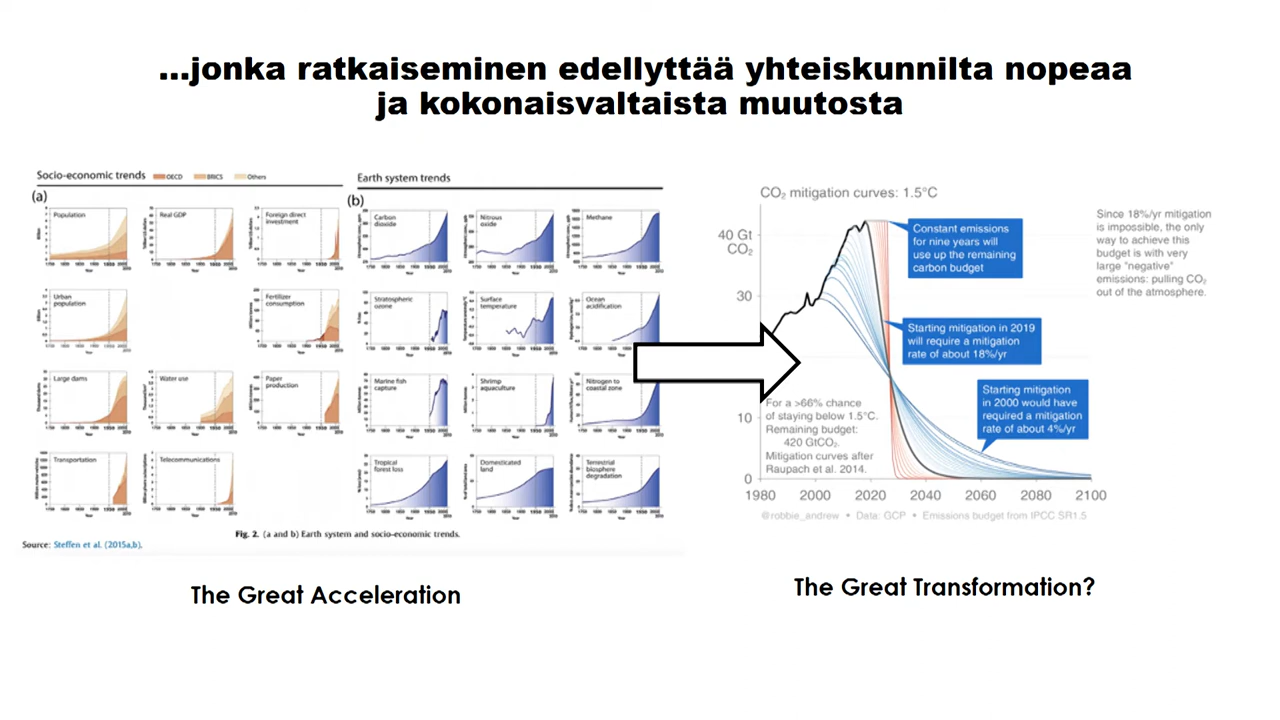 ...jonka ratkaiseminen edellyttää yhteiskunnilta nopeaa
ja kokonaisvaltaista muutosta
Socio-economic trends
OECD
BRICS
Others
(a)
Population
Real GDP
Foreign direct
investment
Urban
population
Fertilizer
consumption
Large dams
Water use
Paper
production
Transportation
Telecommunications
Earth system trends
(b)
Carbon
dioxide
Nitrous
oxide
Methane
Stratospheric
ozone
Surface
temperature
Ocean
acidification
Marine fish
capture
Shrimp
aquaculture
Nitrogen to
coastal zone
Tropical
forest loss
Domesticated
land
Terrestrial
biosphere
degradation
Fig. 2. (a and b) Earth system and socio-economic trends.
Source: Steffen et al. (2015a,b).
The Great Acceleration
CO₂ mitigation curves: 1.5°C
40 Gt
CO₂
30
10
0
1980
2000
2020
2040
2060
2080
2100
Constant emissions
for nine years will
use up the remaining
carbon budget
Starting mitigation in 2019
will require a mitigation
rate of about 18%/yr
Starting mitigation
in 2000 would have
required a mitigation
rate of about 4%/yr
For a >66% chance
of staying below 1.5°C.
Remaining budget:
420 GtCO₂.
Mitigation curves after
Raupach et al. 2014.
Since 18%/yr mitigation
is impossible, the only
way to achieve this
budget is with very
large "negative"
emissions: pulling CO₂
out of the atmosphere.
@robbie_andrew • Data: GCP • Emissions budget from IPCC SR1.5
The Great Transformation?